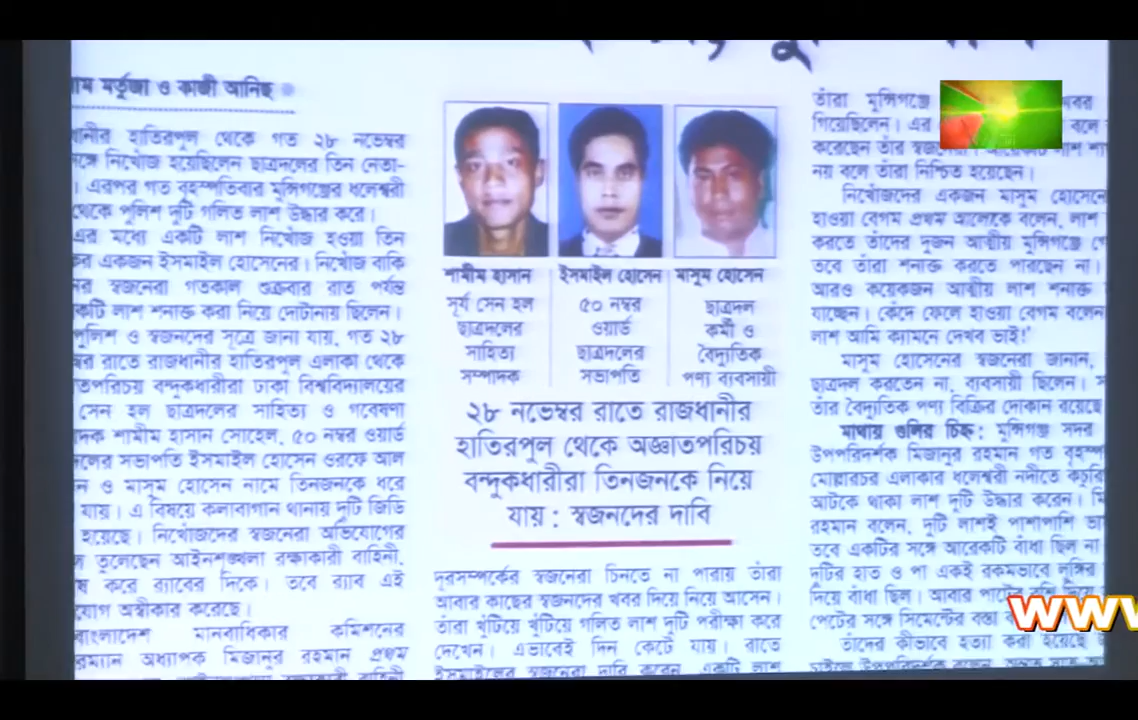 মর্তুজা ও কাজী আনিছ
হাতিরপুল থেকে গত ২৮ নভেম্বর
নিখোঁজ হয়েছিলেন ছাত্রদলের তিন নেতা-
। এরপর গত বৃহস্পতিবার মুন্সিগঞ্জের ধলেশ্বরী
থেকে পুলিশ দুটি গলিত লাশ উদ্ধার করে।
এর মধ্যে একটি লাশ নিখোঁজ হওয়া তিন
একজন ইসমাইল হোসেনের। নিখোঁজ বাকি
স্বজনেরা গতকাল শুক্রবার রাত পর্যন্ত
লাশ শনাক্ত করা নিয়ে দোটানায় ছিলেন।
পুলিশ ও স্বজনদের সূত্রে জানা যায়, গত ২৮
রাতে রাজধানীর হাতিরপুল এলাকা থেকে
বন্দুকধারীরা ঢাকা বিশ্ববিদ্যালয়ের
সেন হল ছাত্রদলের সাহিত্য ও গবেষণা
শামীম হাসান সোহেল, ৫০ নম্বর ওয়ার্ড
সভাপতি ইসমাইল হোসেন ওরফে আল
ও মাসুম হোসেন নামে তিনজনকে ধরে
যায়। এ বিষয়ে কলাবাগান থানায় দুটি জিডি
হয়েছে। নিখোঁজদের স্বজনেরা অভিযোগের
তুলেছেন আইনশৃঙ্খলা রক্ষাকারী বাহিনী,
করে র‍্যাবের দিকে। তবে র‍্যাব এই
অস্বীকার করেছে।
বাংলাদেশ মানবাধিকার কমিশনের
অধ্যাপক মিজানুর রহমান প্রথম
শামীম হাসান
সূর্য সেন হল
ছাত্রদলের
সাহিত্য
সম্পাদক
ইসমাইল হোসেন
৫০ নম্বর
ওয়ার্ড
ছাত্রদলের
সভাপতি
মাসুম হোসেন
ছাত্রদল
কর্মী ও
বৈদ্যুতিক
পণ্য ব্যবসায়ী
২৮ নভেম্বর রাতে রাজধানীর
হাতিরপুল থেকে অজ্ঞাতপরিচয়
বন্দুকধারীরা তিনজনকে নিয়ে
যায় : স্বজনদের দাবি
দূরসম্পর্কের স্বজনেরা চিনতে না পারায় তাঁরা
আবার কাছের স্বজনদের খবর দিয়ে নিয়ে আসেন।
তাঁরা খুঁটিয়ে খুঁটিয়ে গলিত লাশ দুটি পরীক্ষা করে
দেখেন। এভাবেই দিন কেটে যায়। রাতে
ইসমাইলের স্বজনেরা দাবি করেন, একটি লাশ
তাঁরা মুন্সিগঞ্জে
গিয়েছিলেন। এর বলে
করেছেন তাঁর
নয় বলে তাঁরা নিশ্চিত হয়েছেন।
নিখোঁজদের একজন মাসুম হোসেনের
হাওয়া বেগম প্রথম আলোকে বলেন, লাশ
করতে তাঁদের দুজন আত্মীয় মুন্সিগঞ্জে
তবে তাঁরা শনাক্ত করতে পারছেন না।
আরও কয়েকজন আত্মীয় লাশ শনাক্ত
যাচ্ছেন। কেঁদে ফেলে হাওয়া বেগম বলেন
লাশ আমি ক্যামনে দেখব ভাই!'
মাসুম হোসেনের স্বজনেরা জানান,
ছাত্রদল করতেন না, ব্যবসায়ী ছিলেন।
তাঁর বৈদ্যুতিক পণ্য বিক্রির দোকান রয়েছে
মাথায় গুলির চিহ্ন : মুন্সিগঞ্জ সদর
উপপরিদর্শক মিজানুর রহমান গত
মোল্লারচর এলাকার ধলেশ্বরী নদীতে কচুরি
আটকে থাকা লাশ দুটি উদ্ধার করেন।
রহমান বলেন, দুটি লাশই পাশাপাশি
তবে একটির সঙ্গে আরেকটি বাঁধা ছিল না
দুটির হাত ও পা একই রকমভাবে লুঙ্গির
দিয়ে বাঁধা ছিল। আবার পাটের রশি দিয়ে
পেটের সঙ্গে সিমেন্টের বস্তা
তাঁদের কীভাবে হত্যা করা হয়েছে
www